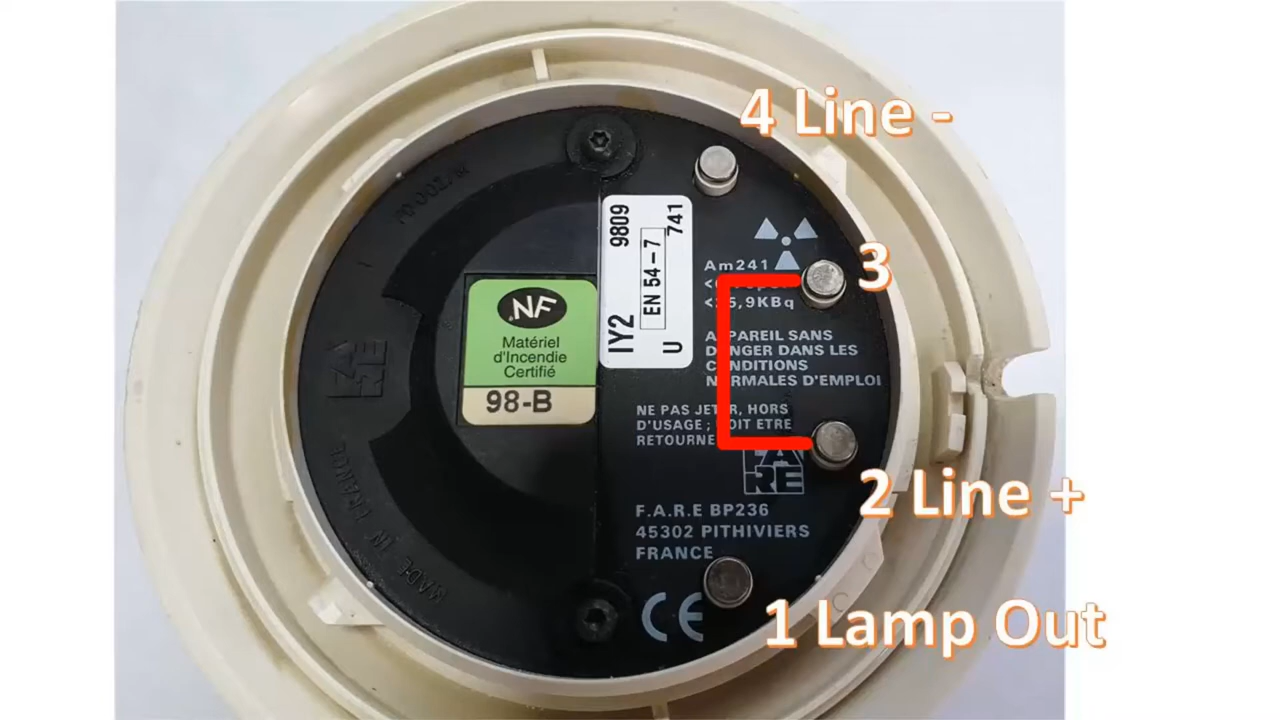 4 Line -
3
2 Line +
1 Lamp Out
9809
741
EN 54-7
IY2
U
NF
Matériel
d'Incendie
Certifié
98-B
Am241
APPAREIL SANS
DANGER DANS LES
CONDITIONS
NORMALES D'EMPLOI
NE PAS JETER, HORS
D'USAGE ; DOIT ETRE
RETOURNE
FARE
F.A.R.E BP236
45302 PITHIVIERS
FRANCE
CE
FARE
MADE IN FRANCE